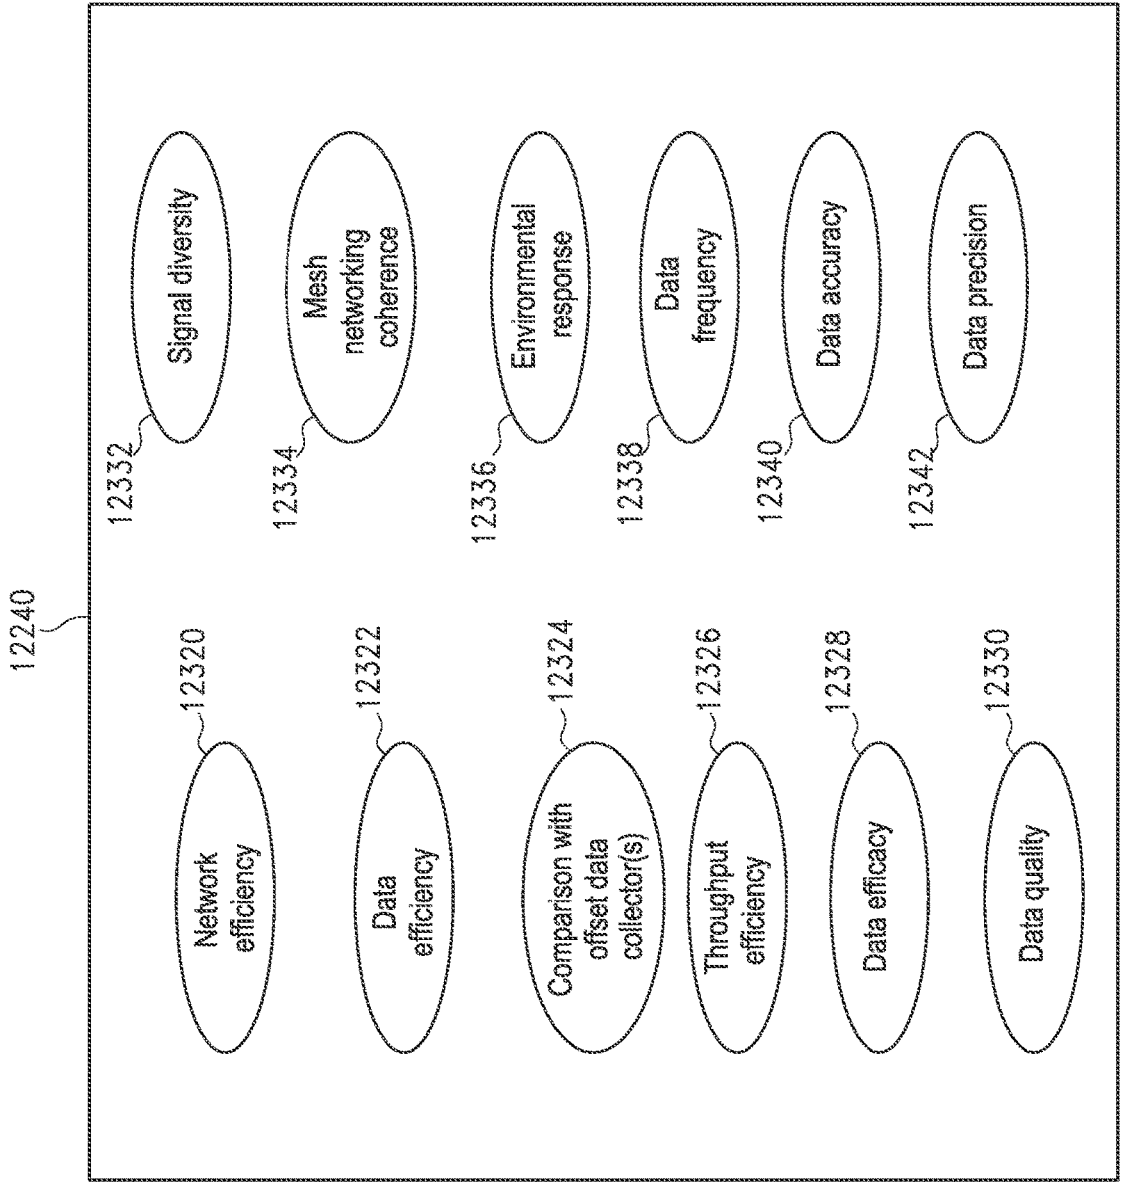 12240
12320
Network
efficiency
12322
Data
efficiency
12324
Comparison with
offset data
collector(s)
12326
Throughput
efficiency
12328
Data efficacy
12330
Data quality
12332
Signal diversity
12334
Mesh
networking
coherence
12336
Environmental
response
12338
Data
frequency
12340
Data accuracy
12342
Data precision